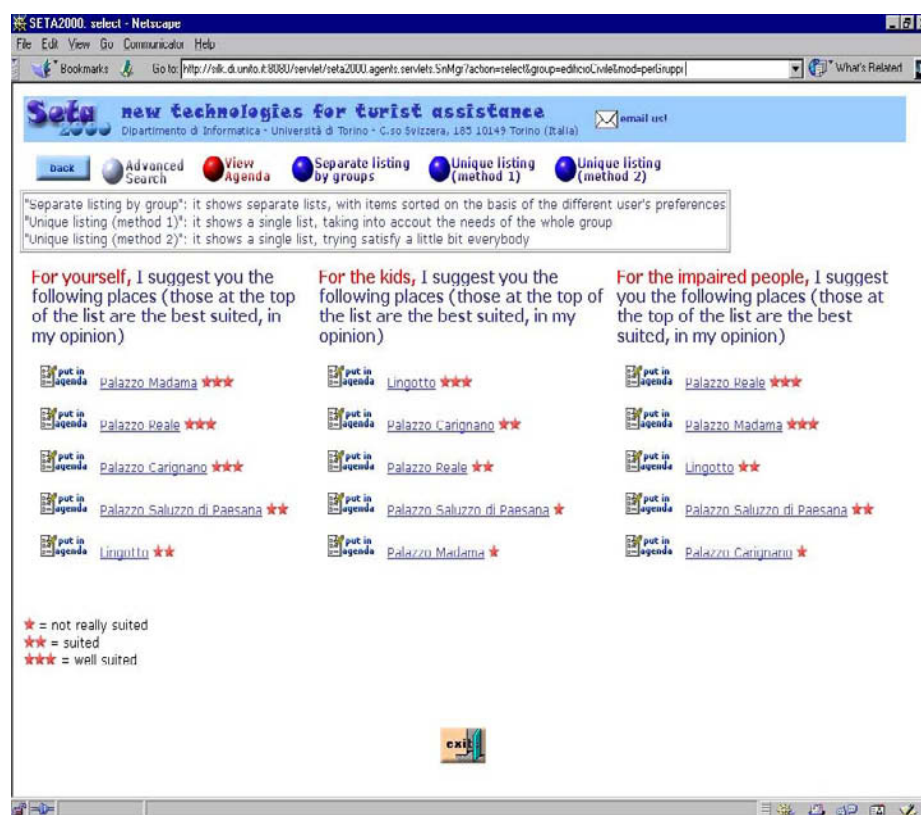 SETA2000. select - Netscape
File Edit View Go Communicator Help
Bookmarks Go to: http://silk.di.unito.it:8080/servlet/seta2000.agents.servlets.SnMgr?action=select&group=edificioCivile&mod=perGruppi What's Related
Seta 2000 new technologies for turist assistance
Dipartimento di Informatica - Università di Torino - C.so Svizzera, 185 10149 Torino (Italia)
email us!
back Advanced Search View Agenda Separate listing by groups Unique listing (method 1) Unique listing (method 2)
"Separate listing by group": it shows separate lists, with items sorted on the basis of the different user's preferences
"Unique listing (method 1)": it shows a single list, taking into accout the needs of the whole group
"Unique listing (method 2)": it shows a single list, trying satisfy a little bit everybody
For yourself, I suggest you the
following places (those at the top
of the list are the best suited, in
my opinion)
put in agenda Palazzo Madama ★★★
put in agenda Palazzo Reale ★★★
put in agenda Palazzo Carignano ★★★
put in agenda Palazzo Saluzzo di Paesana ★★
put in agenda Lingotto ★★
For the kids, I suggest you the
following places (those at the top of
the list are the best suited, in my
opinion)
put in agenda Lingotto ★★★
put in agenda Palazzo Carignano ★★
put in agenda Palazzo Reale ★★
put in agenda Palazzo Saluzzo di Paesana ★
put in agenda Palazzo Madama ★
For the impaired people, I suggest
you the following places (those at
the top of the list are the best
suited, in my opinion)
put in agenda Palazzo Reale ★★★
put in agenda Palazzo Madama ★★★
put in agenda Lingotto ★★
put in agenda Palazzo Saluzzo di Paesana ★★
put in agenda Palazzo Carignano ★
★ = not really suited
★★ = suited
★★★ = well suited
exit